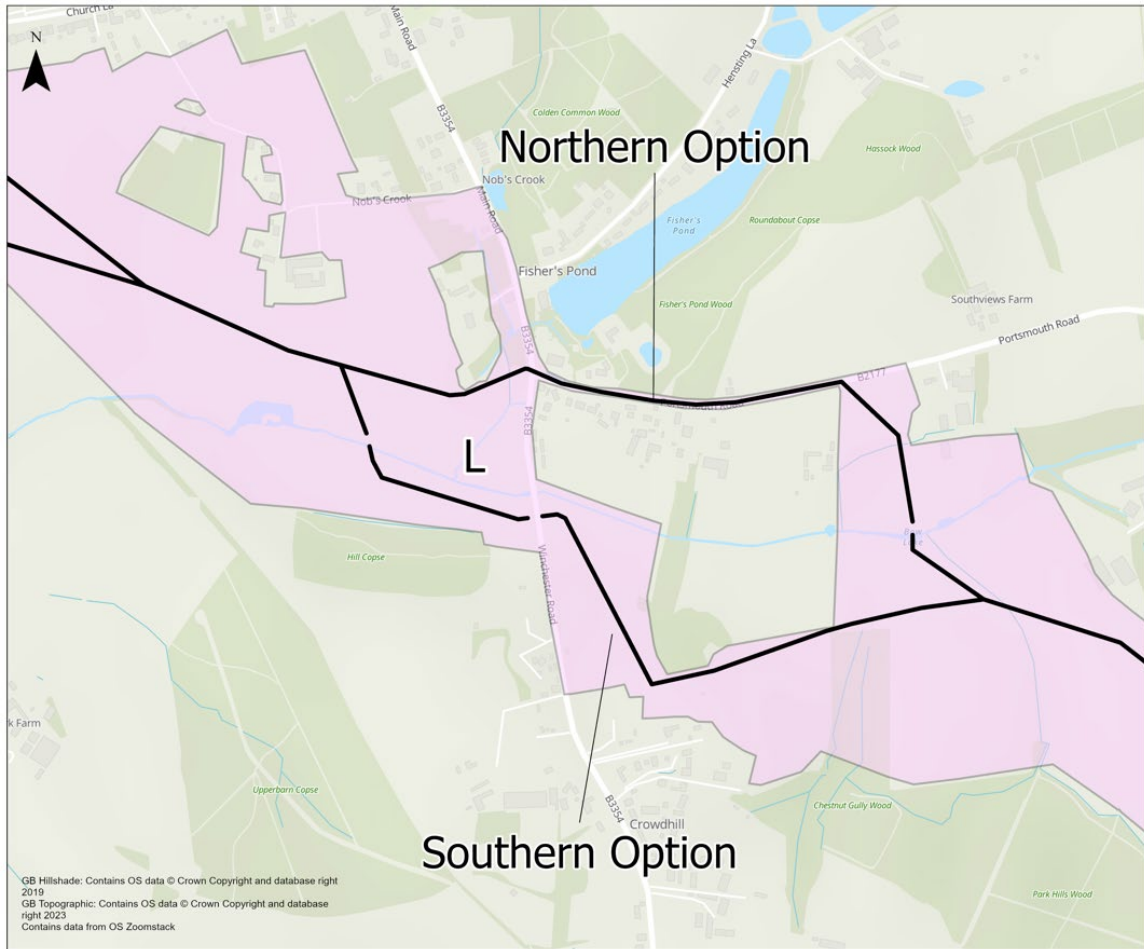 Church La
N
Main Road
B3354
Hensting La
Colden Common Wood
Northern Option
Hassock Wood
Nob's Crook
Nob's Crook
Main Road
Fisher's
Pond
Roundabout Copse
Fisher's Pond
Fisher's Pond Wood
Southviews Farm
Portsmouth Road
B3354
B2177
Portsmouth Road
B3354
L
Bow
Lake
Hill Copse
Winchester Road
k Farm
Upperbarn Copse
B3354
Crowdhill
Chestnut Gully Wood
Southern Option
Park Hills Wood
GB Hillshade: Contains OS data © Crown Copyright and database right
2019
GB Topographic: Contains OS data © Crown Copyright and database
right 2023
Contains data from OS Zoomstack